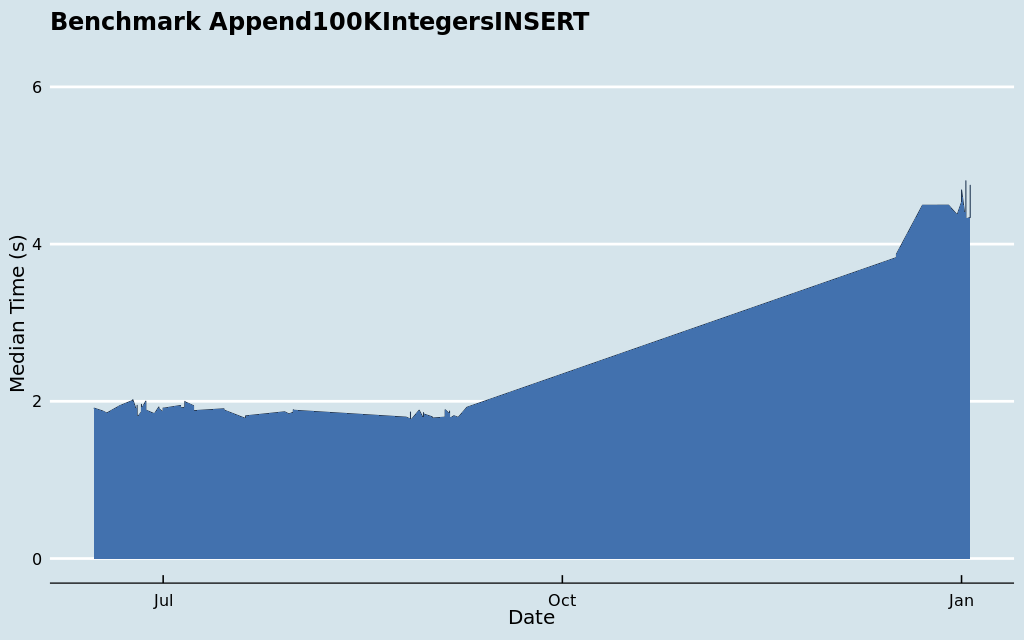 Benchmark Append100KIntegersINSERT
6
4
2
0
Median Time (s)
Jul
Oct
Jan
Date